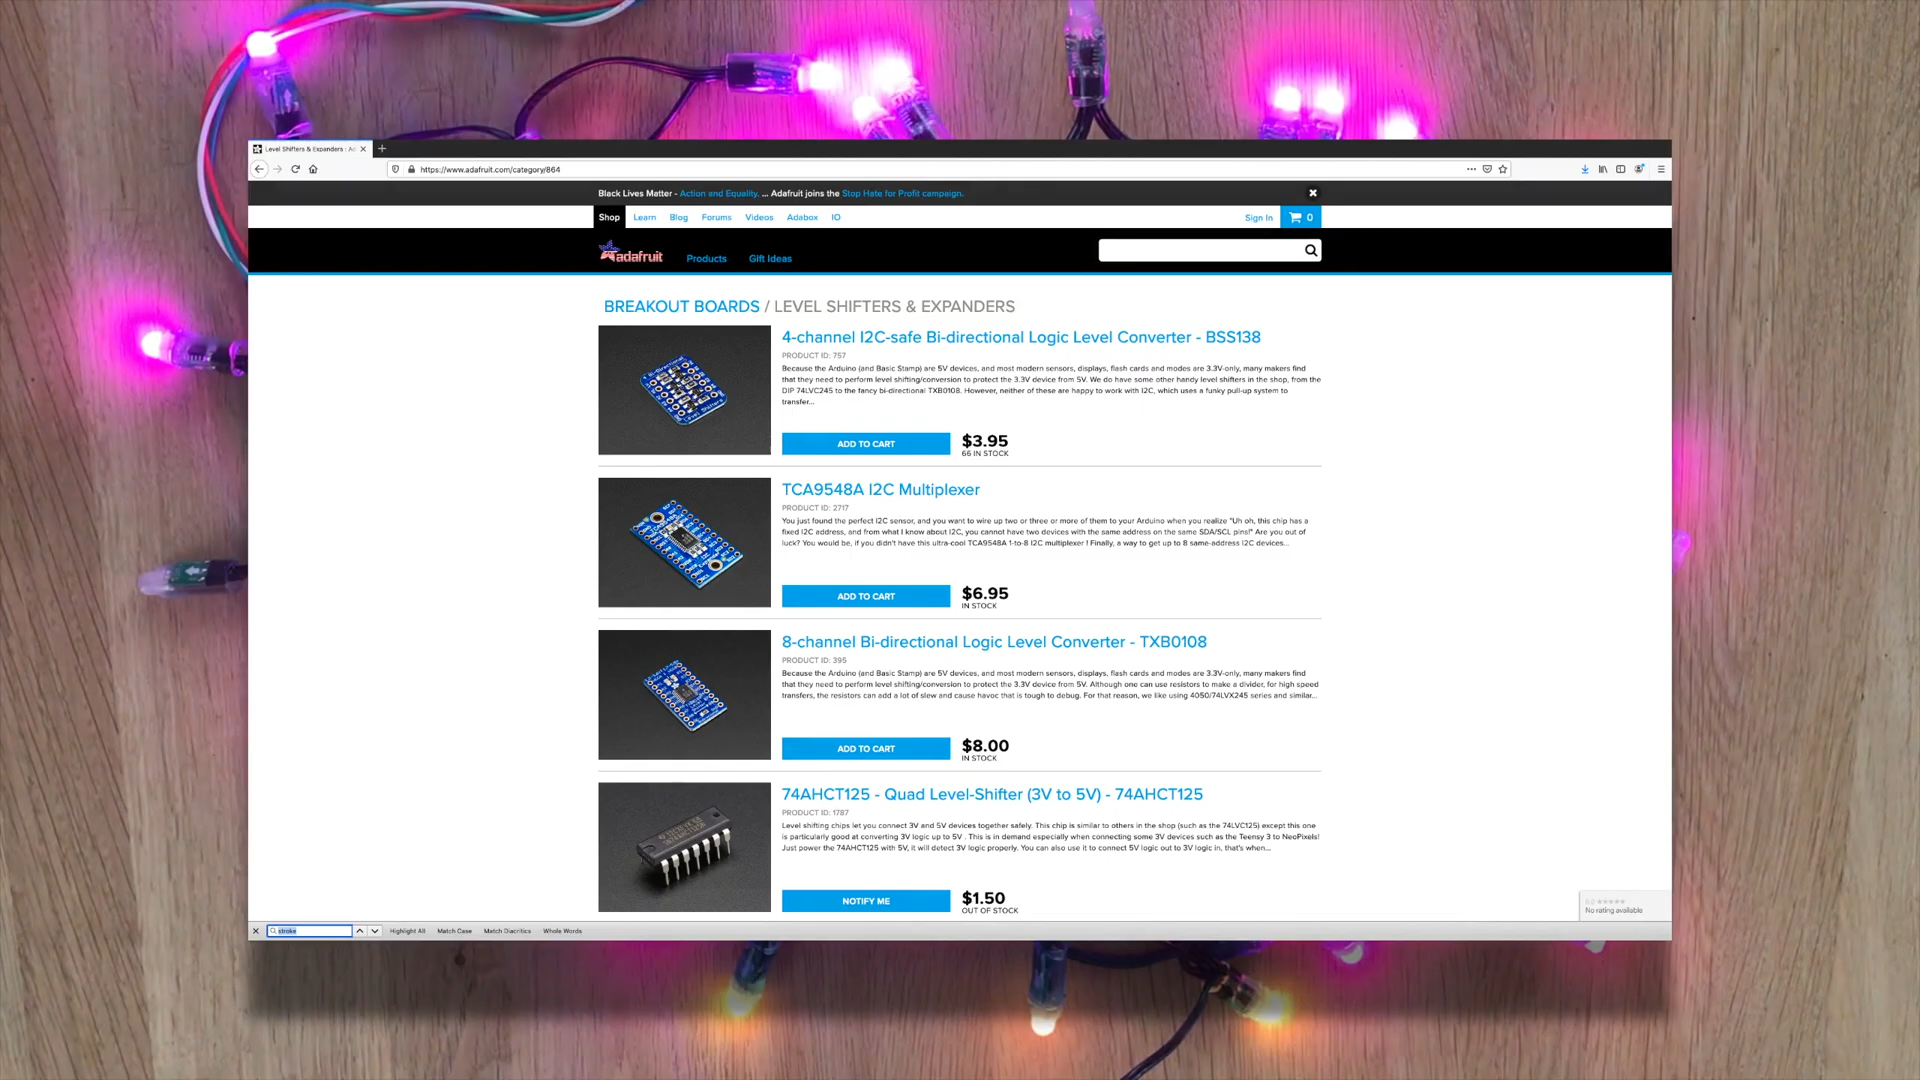 Level Shifters & Expanders : Ad
https://www.adafruit.com/category/864
Black Lives Matter - Action and Equality. ... Adafruit joins the Stop Hate for Profit campaign.
Shop Learn Blog Forums Videos Adabox IO Sign In 0
adafruit Products Gift Ideas
BREAKOUT BOARDS / LEVEL SHIFTERS & EXPANDERS
4-channel I2C-safe Bi-directional Logic Level Converter - BSS138
PRODUCT ID: 757
Because the Arduino (and Basic Stamp) are 5V devices, and most modern sensors, displays, flash cards and modes are 3.3V-only, many makers find
that they need to perform level shifting/conversion to protect the 3.3V device from 5V. We do have some other handy level shifters in the shop, from the
DIP 74LVC245 to the fancy bi-directional TXB0108. However, neither of these are happy to work with I2C, which uses a funky pull-up system to
transfer...
ADD TO CART $3.95
66 IN STOCK
TCA9548A I2C Multiplexer
PRODUCT ID: 2717
You just found the perfect I2C sensor, and you want to wire up two or three or more of them to your Arduino when you realize "Uh oh, this chip has a
fixed I2C address, and from what I know about I2C, you cannot have two devices with the same address on the same SDA/SCL pins!" Are you out of
luck? You would be, if you didn't have this ultra-cool TCA9548A 1-to-8 I2C multiplexer ! Finally, a way to get up to 8 same-address I2C devices...
ADD TO CART $6.95
IN STOCK
8-channel Bi-directional Logic Level Converter - TXB0108
PRODUCT ID: 395
Because the Arduino (and Basic Stamp) are 5V devices, and most modern sensors, displays, flash cards and modes are 3.3V-only, many makers find
that they need to perform level shifting/conversion to protect the 3.3V device from 5V. Although one can use resistors to make a divider, for high speed
transfers, the resistors can add a lot of slew and cause havoc that is tough to debug. For that reason, we like using 4050/74LVX245 series and similar...
ADD TO CART $8.00
IN STOCK
74AHCT125 - Quad Level-Shifter (3V to 5V) - 74AHCT125
PRODUCT ID: 1787
Level shifting chips let you connect 3V and 5V devices together safely. This chip is similar to others in the shop (such as the 74LVC125) except this one
is particularly good at converting 3V logic up to 5V . This is in demand especially when connecting some 3V devices such as the Teensy 3 to NeoPixels!
Just power the 74AHCT125 with 5V, it will detect 3V logic properly. You can also use it to connect 5V logic out to 3V logic in, that's when...
NOTIFY ME $1.50
OUT OF STOCK
No rating available
stroke Highlight All Match Case Match Diacritics Whole Words